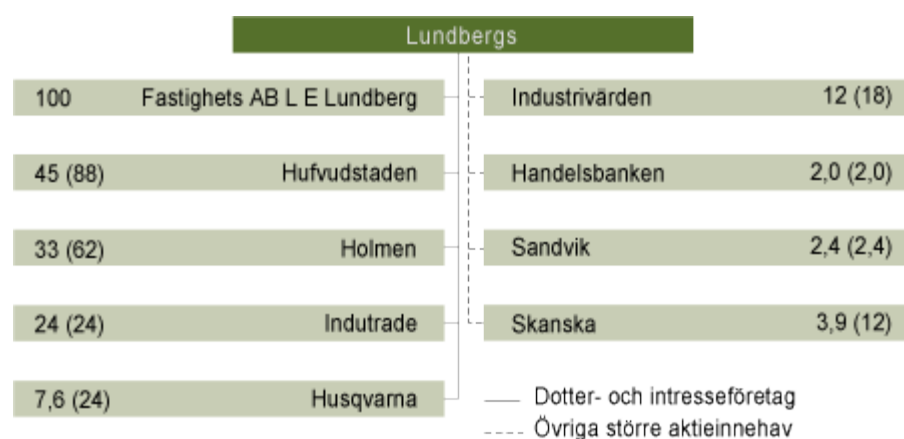 Lundbergs
100 Fastighets AB L E Lundberg
45 (88) Hufvudstaden
33 (62) Holmen
24 (24) Indutrade
7,6 (24) Husqvarna
Industrivärden 12 (18)
Handelsbanken 2,0 (2,0)
Sandvik 2,4 (2,4)
Skanska 3,9 (12)
Dotter- och intresseföretag
Övriga större aktieinnehav